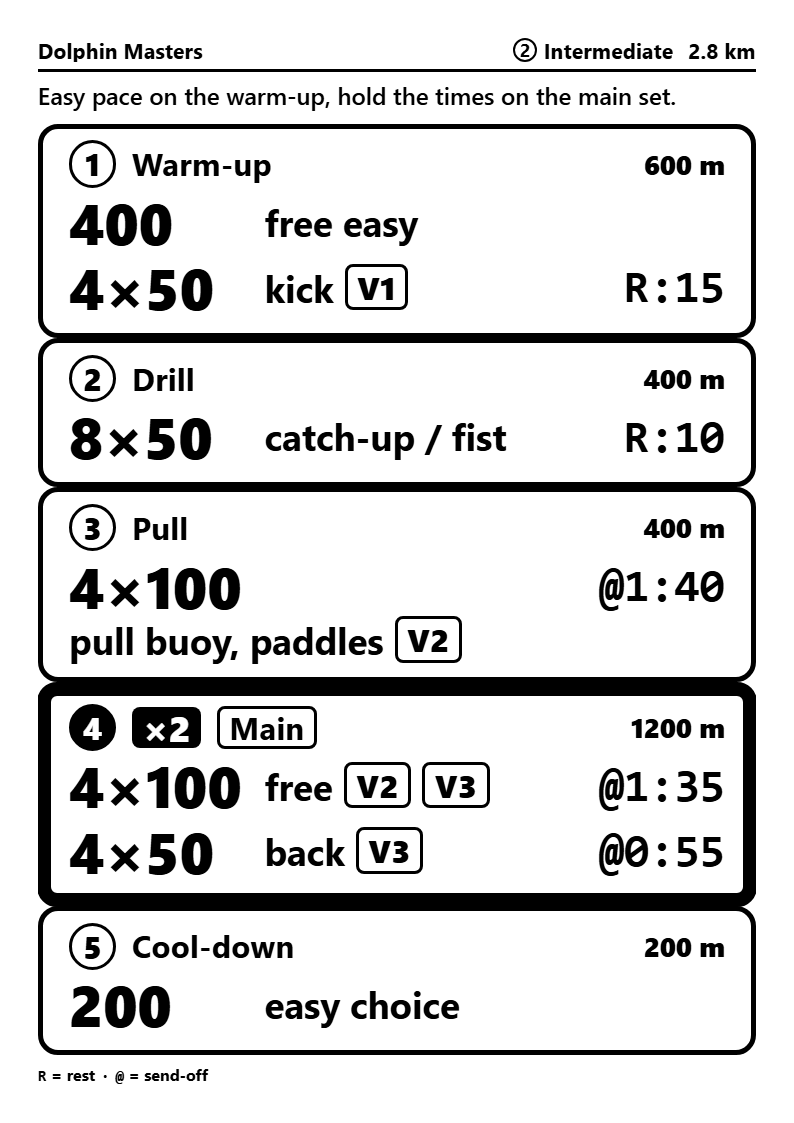 Dolphin Masters ② Intermediate 2.8 km
Easy pace on the warm-up, hold the times on the main set.
① Warm-up 600 m
400 free easy
4×50 kick V1 R:15
② Drill 400 m
8×50 catch-up / fist R:10
③ Pull 400 m
4×100 @1:40
pull buoy, paddles V2
④ ×2 Main 1200 m
4×100 free V2 V3 @1:35
4×50 back V3 @0:55
⑤ Cool-down 200 m
200 easy choice
R = rest · @ = send-off